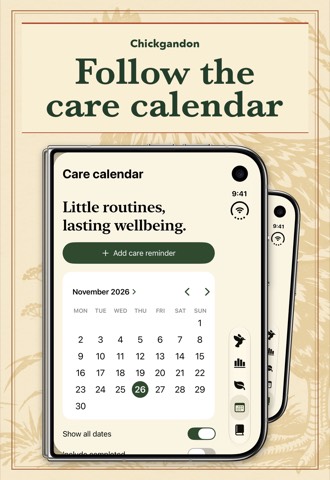 Chickgandon
Follow the
care calendar
Care calendar
9:41
Little routines,
lasting wellbeing.
+ Add care reminder
November 2026 >
< >
MON TUE WED THU FRI SAT SUN
1
2 3 4 5 6 7 8
9 10 11 12 13 14 15
16 17 18 19 20 21 22
23 24 25 26 27 28 29
30
Show all dates
Include completed
9:41